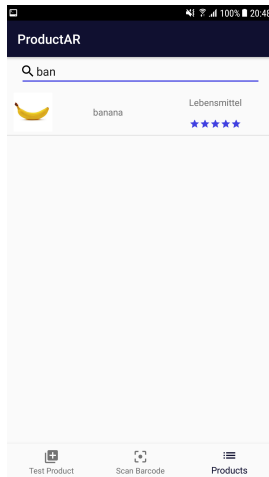 100% 20:48
ProductAR
ban
banana
Lebensmittel
Test Product
Scan Barcode
Products